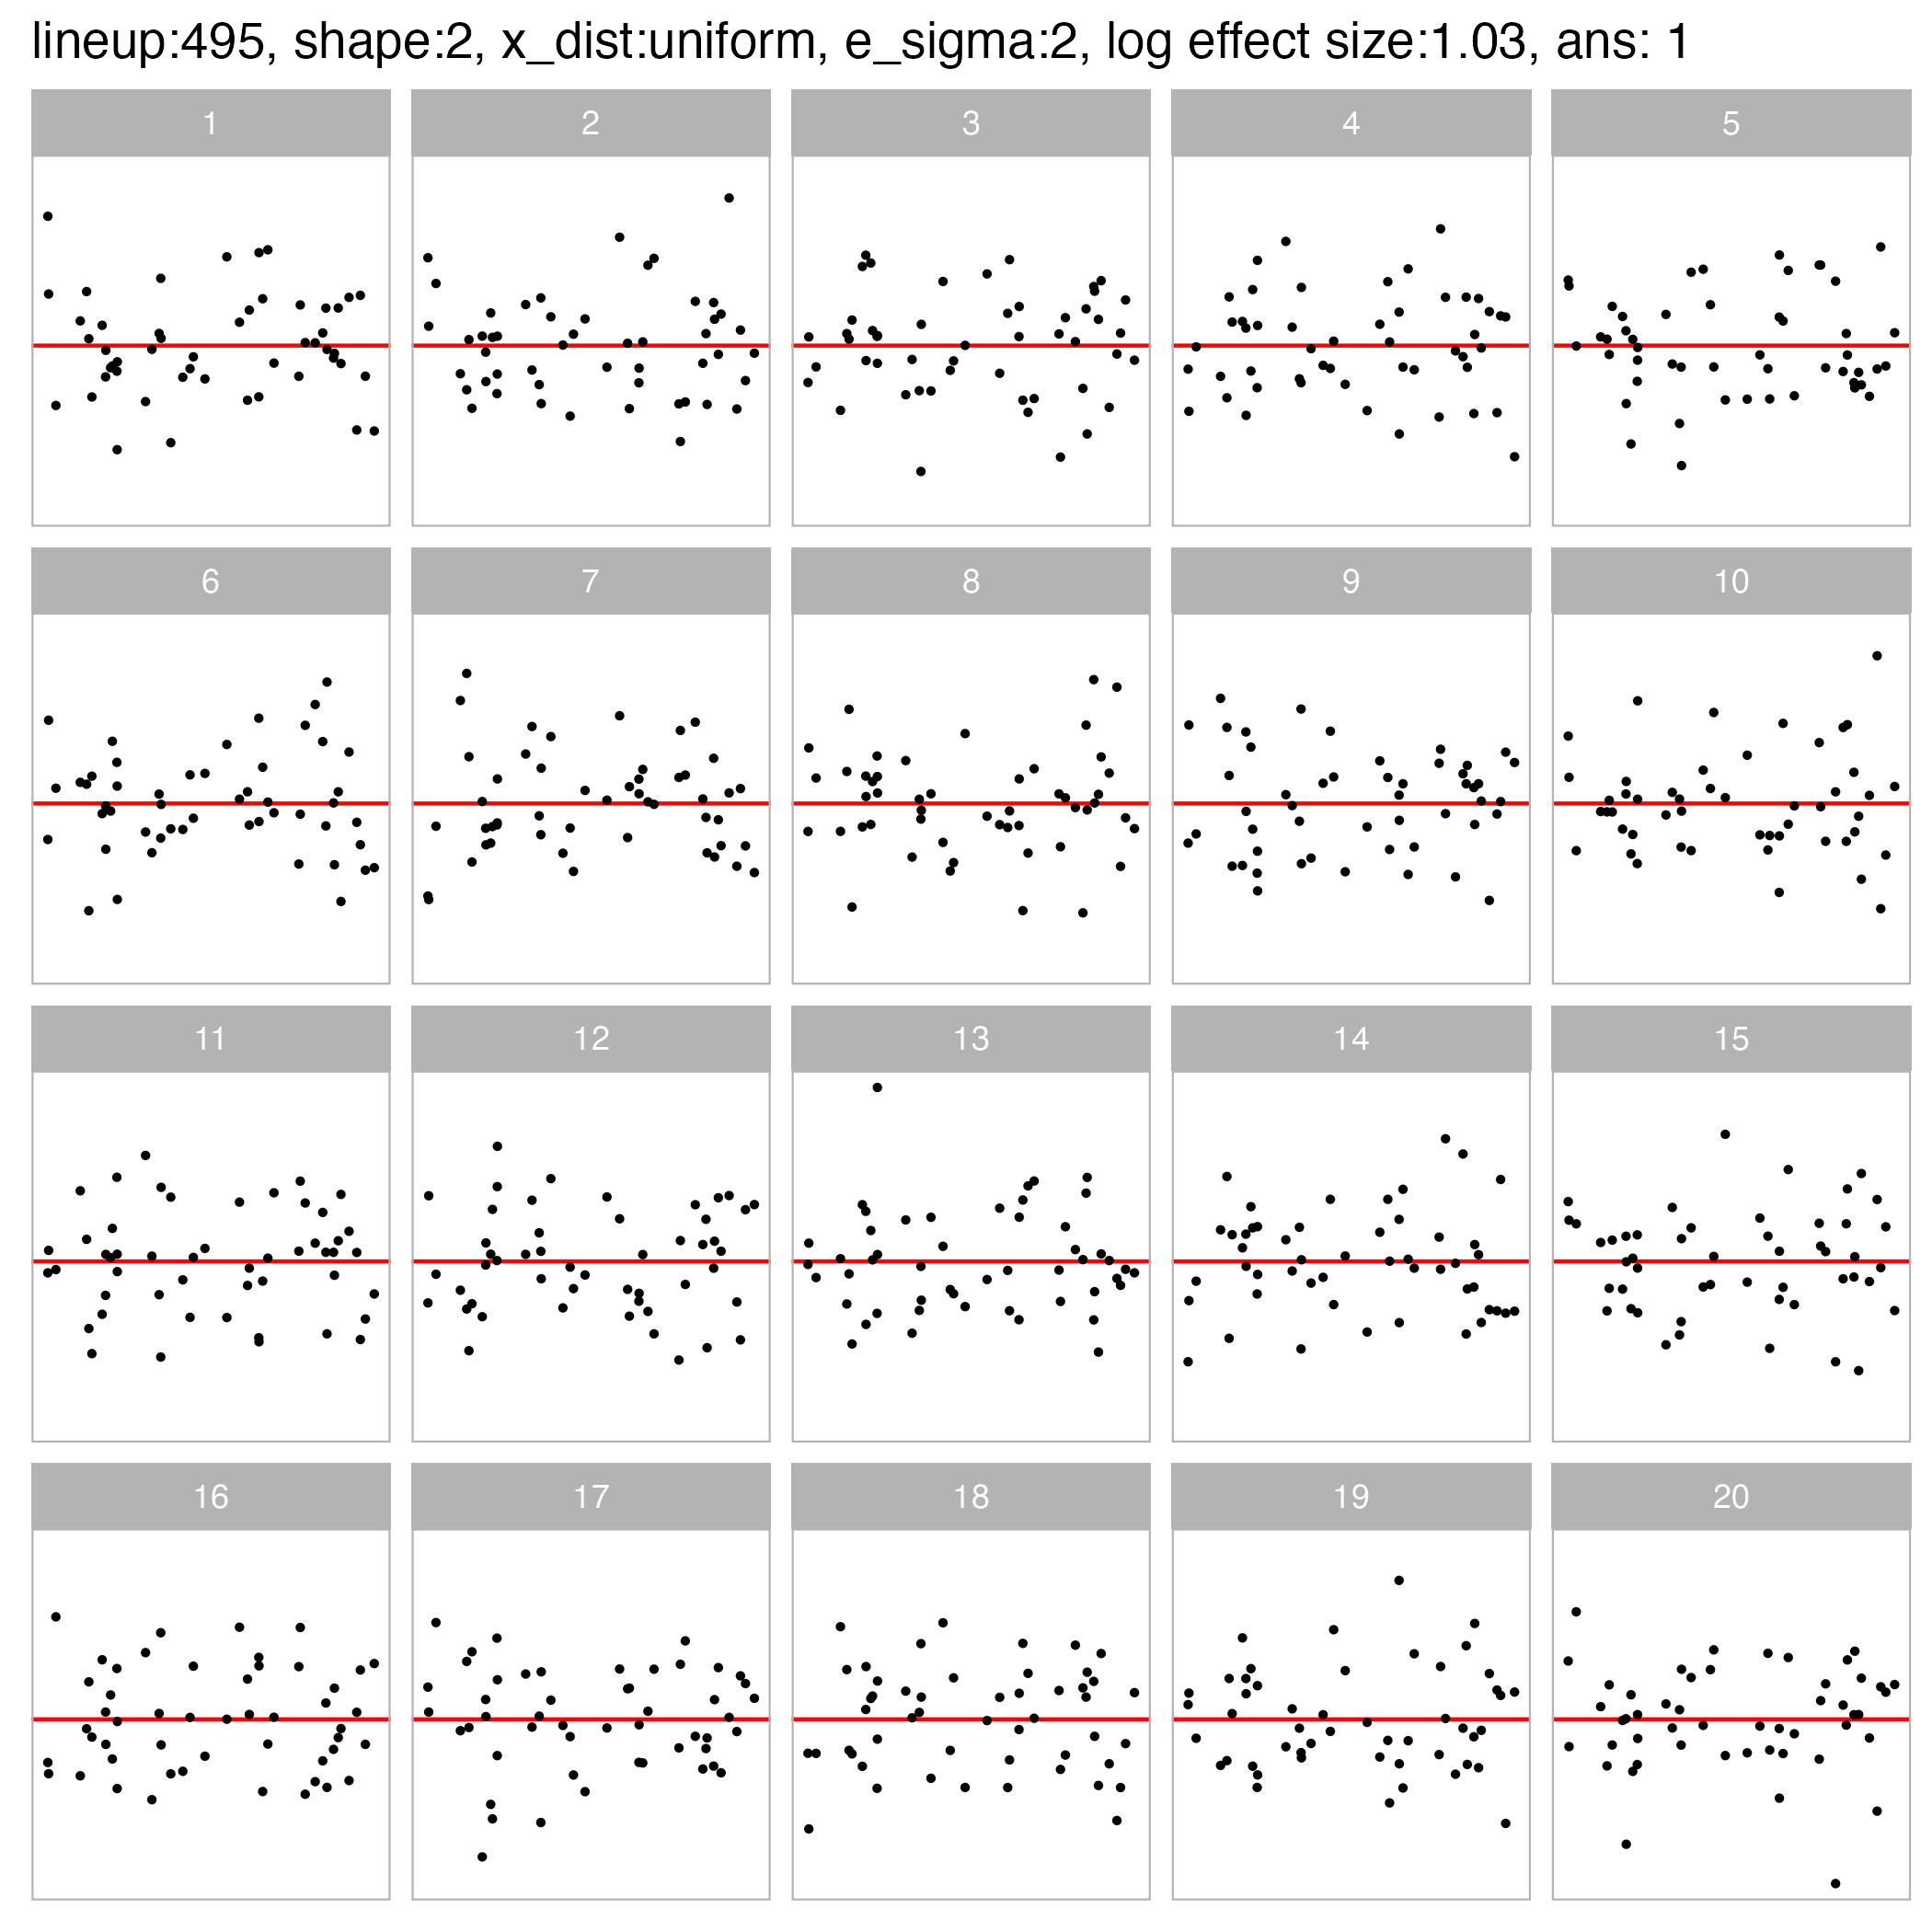 lineup:495, shape:2, x_dist:uniform, e_sigma:2, log effect size:1.03, ans: 1
1 2 3 4 5
6 7 8 9 10
11 12 13 14 15
16 17 18 19 20